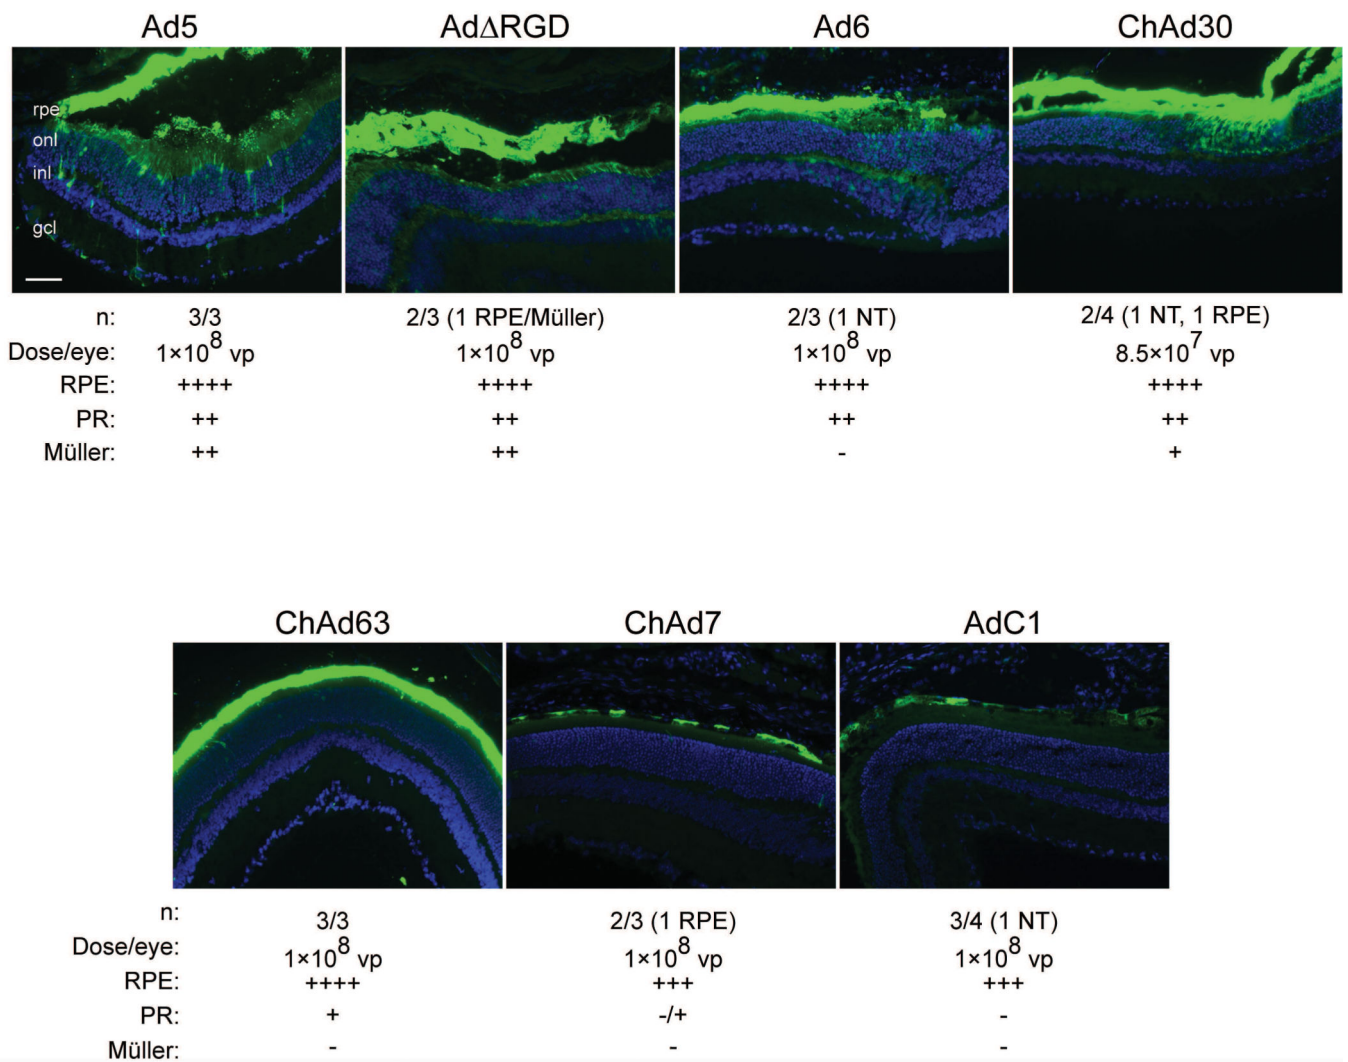 Ad5 AdΔRGD Ad6 ChAd30
rpe
onl
inl
gcl
n: 3/3 2/3 (1 RPE/Müller) 2/3 (1 NT) 2/4 (1 NT, 1 RPE)
Dose/eye: 1×10⁸ vp 1×10⁸ vp 1×10⁸ vp 8.5×10⁷ vp
RPE: ++++ ++++ ++++ ++++
PR: ++ ++ ++ ++
Müller: ++ ++ - +
ChAd63 ChAd7 AdC1
n: 3/3 2/3 (1 RPE) 3/4 (1 NT)
Dose/eye: 1×10⁸ vp 1×10⁸ vp 1×10⁸ vp
RPE: ++++ +++ +++
PR: + -/+ -
Müller: - - -